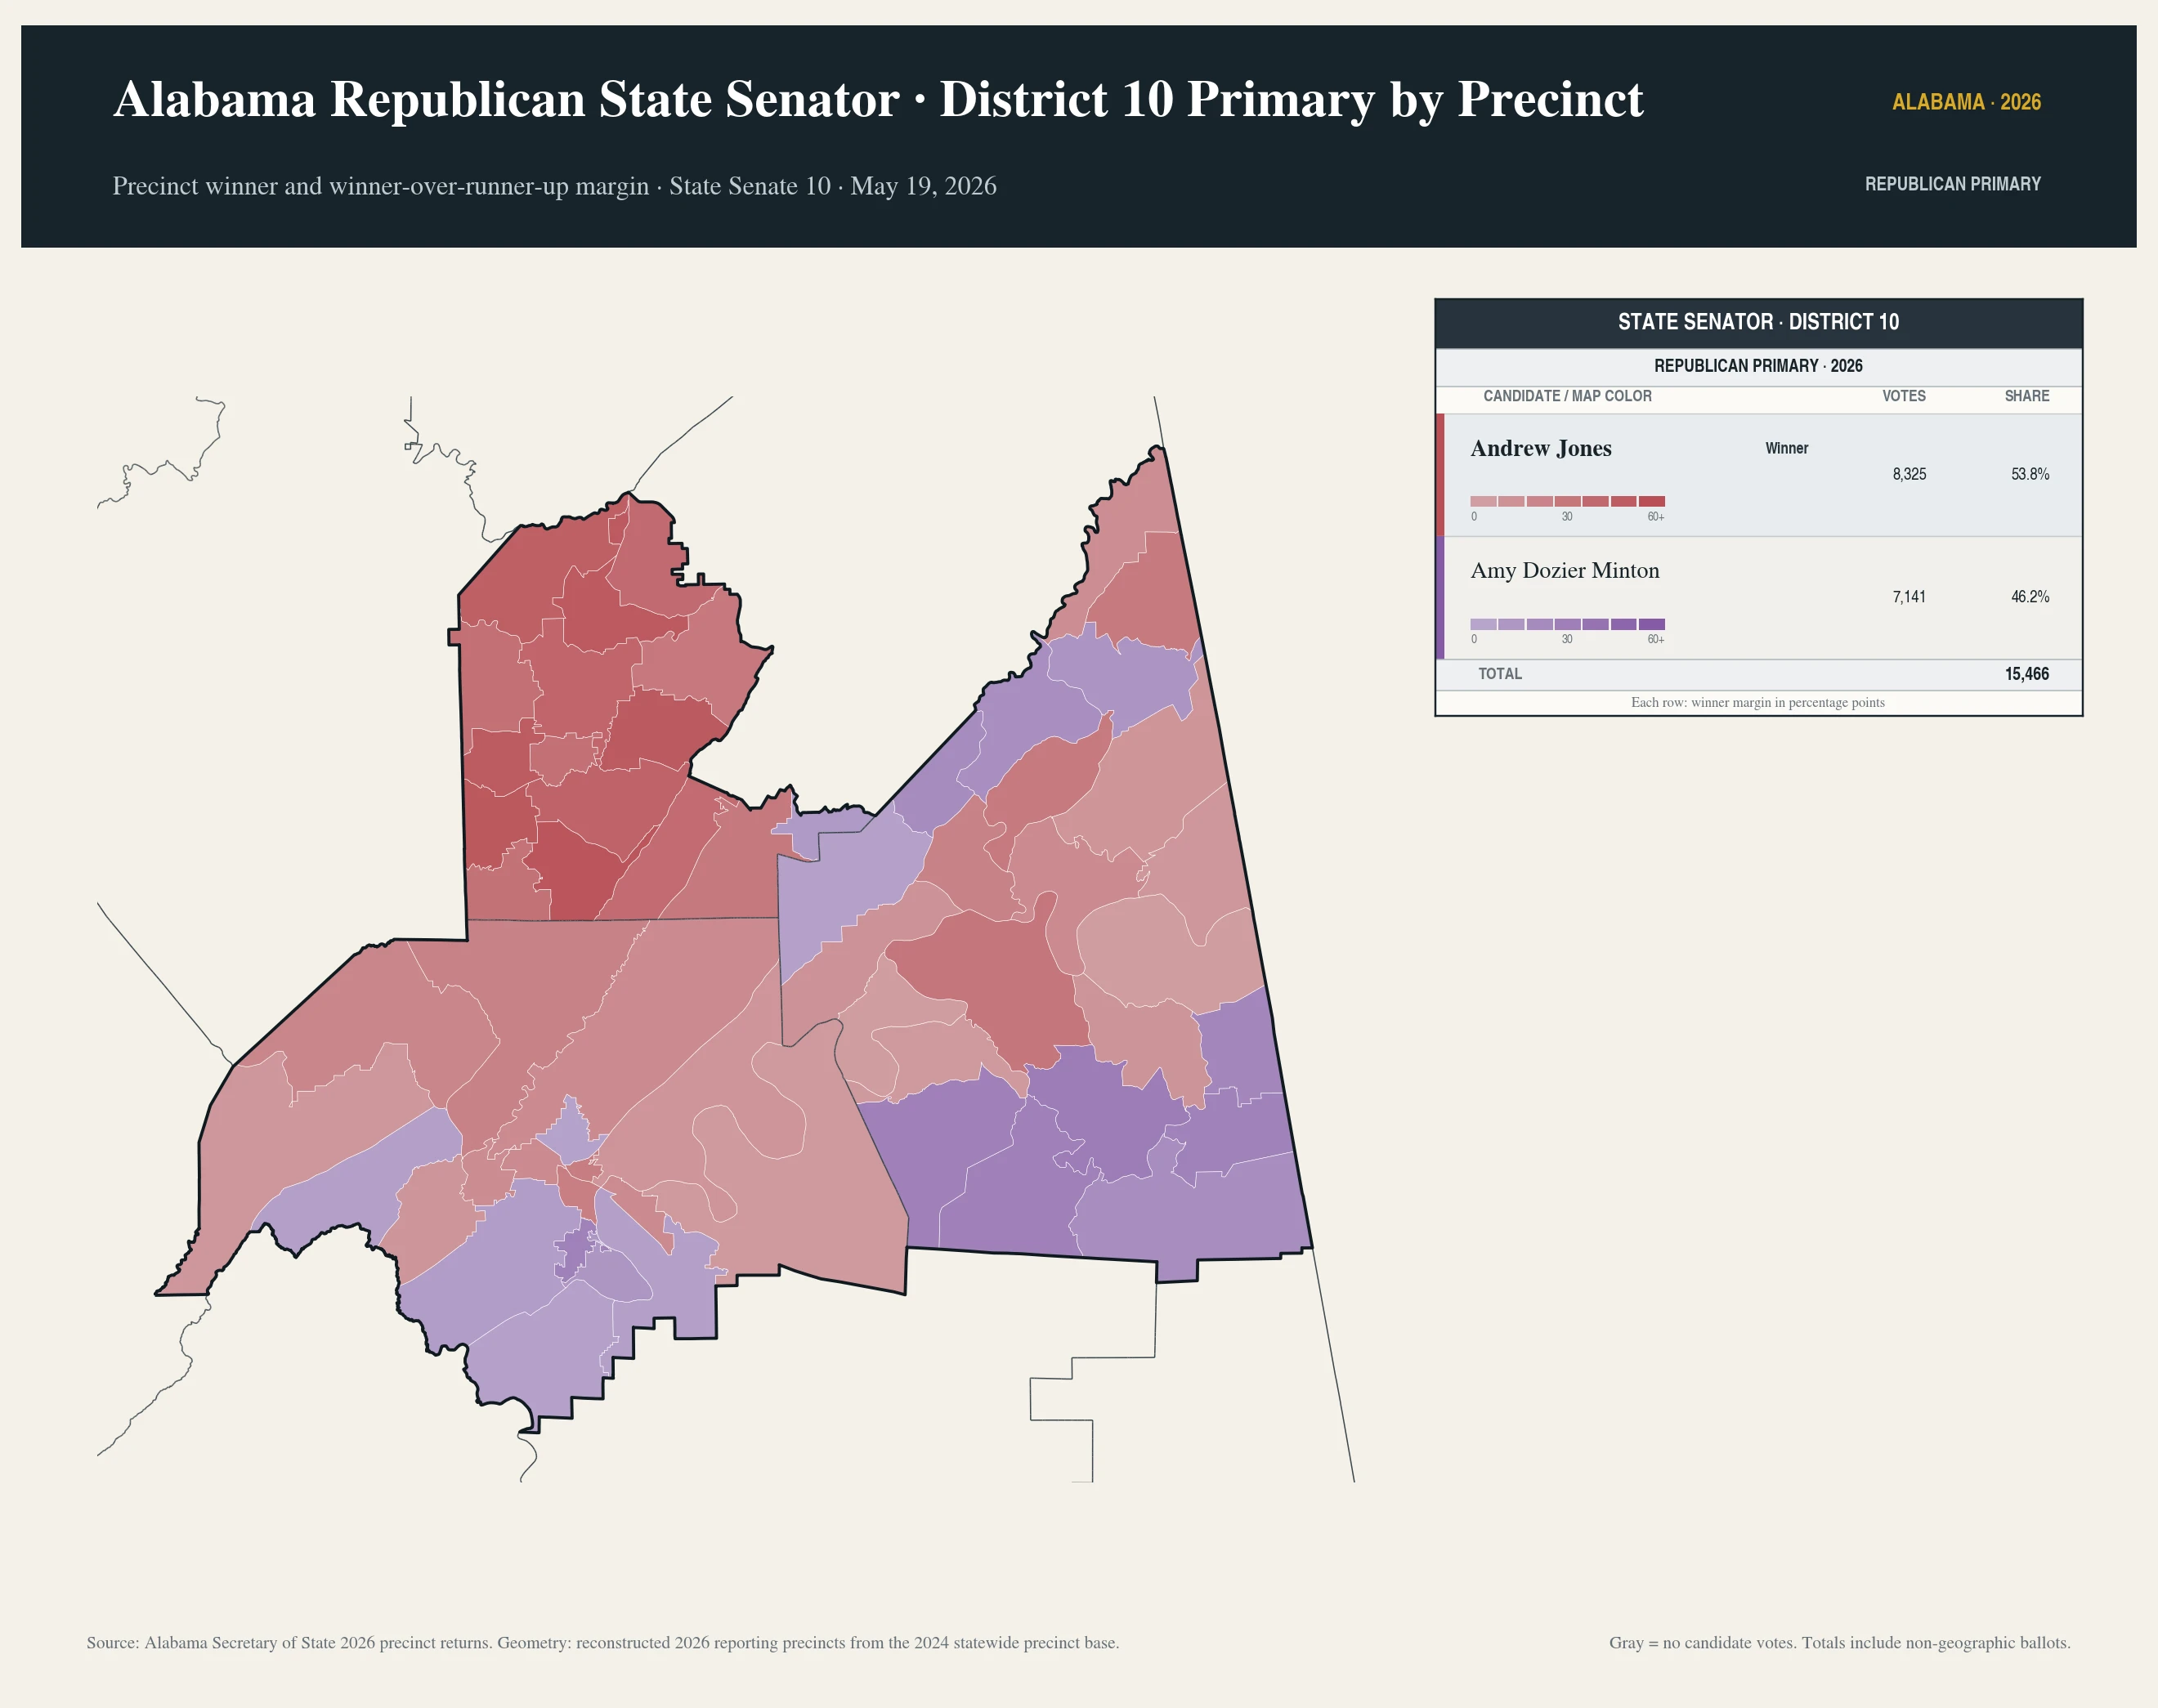 Alabama Republican State Senator · District 10 Primary by Precinct
ALABAMA · 2026
Precinct winner and winner-over-runner-up margin · State Senate 10 · May 19, 2026
REPUBLICAN PRIMARY
STATE SENATOR · DISTRICT 10
REPUBLICAN PRIMARY · 2026
CANDIDATE / MAP COLOR VOTES SHARE
Andrew Jones Winner
8,325 53.8%
0 30 60+
Amy Dozier Minton
7,141 46.2%
0 30 60+
TOTAL 15,466
Each row: winner margin in percentage points
Source: Alabama Secretary of State 2026 precinct returns. Geometry: reconstructed 2026 reporting precincts from the 2024 statewide precinct base.
Gray = no candidate votes. Totals include non-geographic ballots.